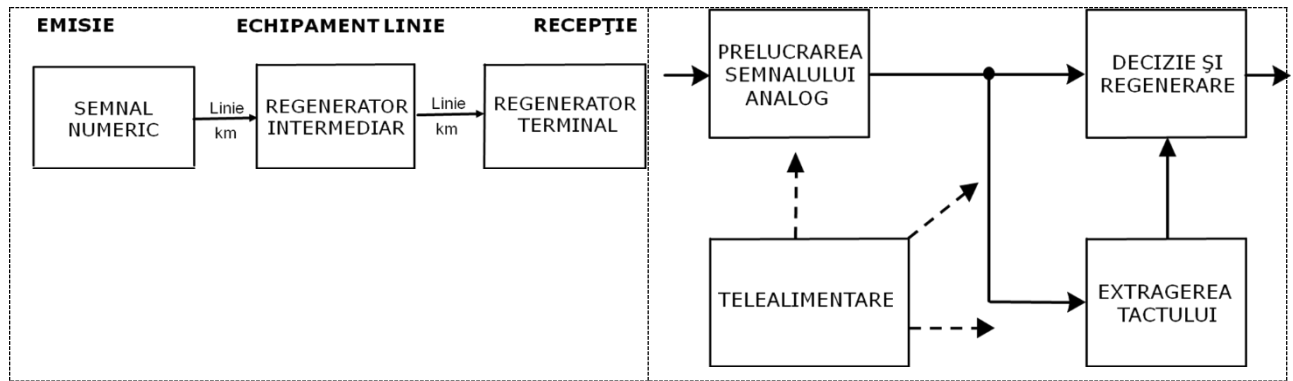 EMISIE
ECHIPAMENT LINIE
RECEPŢIE
SEMNAL
NUMERIC
Linie
km
REGENERATOR
INTERMEDIAR
Linie
km
REGENERATOR
TERMINAL
PRELUCRAREA
SEMNALULUI
ANALOG
DECIZIE ŞI
REGENERARE
TELEALIMENTARE
EXTRAGEREA
TACTULUI